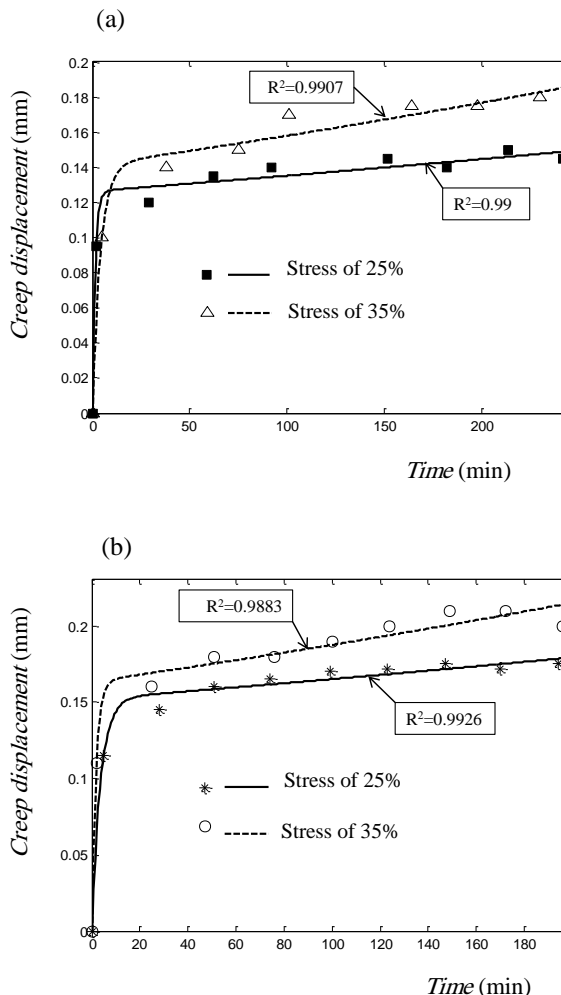 (a)
Creep displacement (mm)
0.2
0.18
0.16
0.14
0.12
0.1
0.08
0.06
0.04
0.02
0
R²=0.9907
R²=0.99
Stress of 25%
Stress of 35%
0 50 100 150 200
Time (min)
(b)
Creep displacement (mm)
0.2
0.15
0.1
0.05
0
R²=0.9883
R²=0.9926
Stress of 25%
Stress of 35%
0 20 40 60 80 100 120 140 160 180
Time (min)